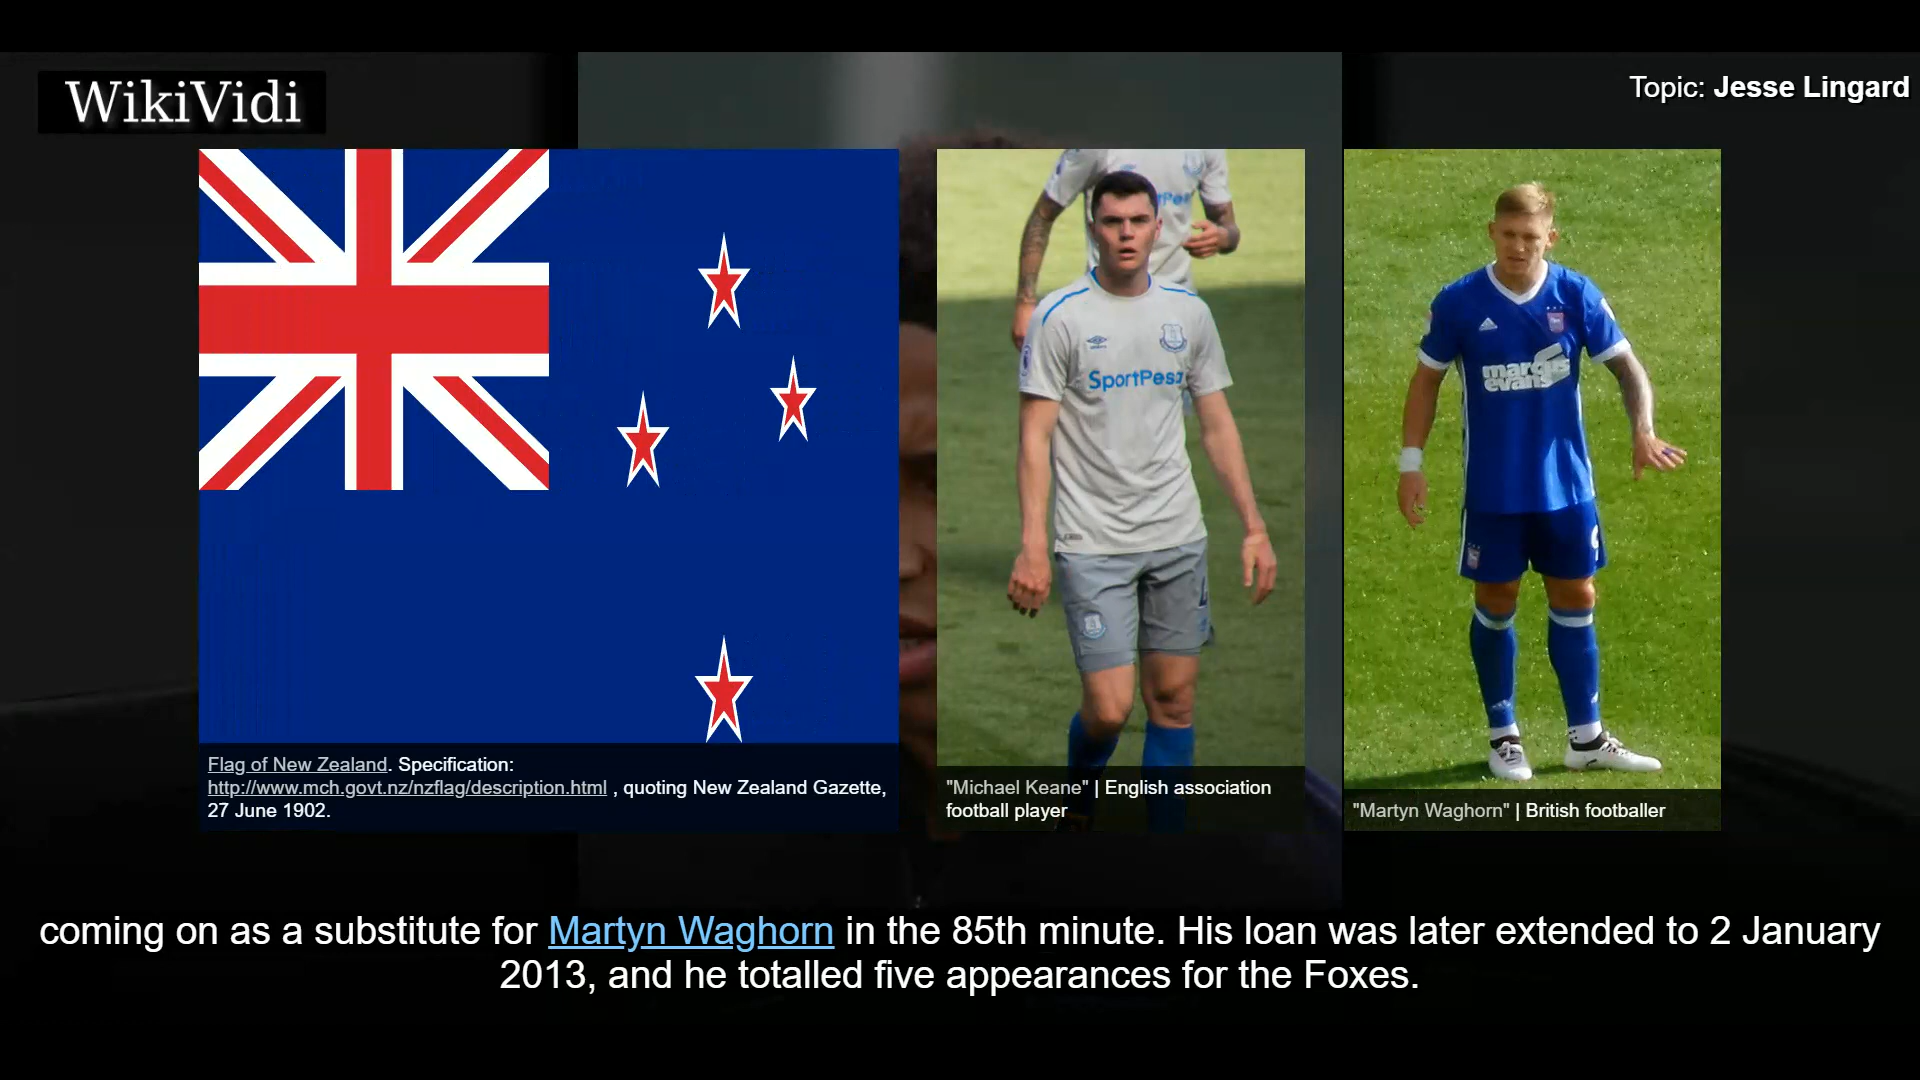 WikiVidi
Topic: Jesse Lingard
SportPesa
marcus
evans
Flag of New Zealand. Specification:
http://www.mch.govt.nz/nzflag/description.html , quoting New Zealand Gazette,
27 June 1902.
"Michael Keane" | English association
football player
"Martyn Waghorn" | British footballer
coming on as a substitute for Martyn Waghorn in the 85th minute. His loan was later extended to 2 January
2013, and he totalled five appearances for the Foxes.